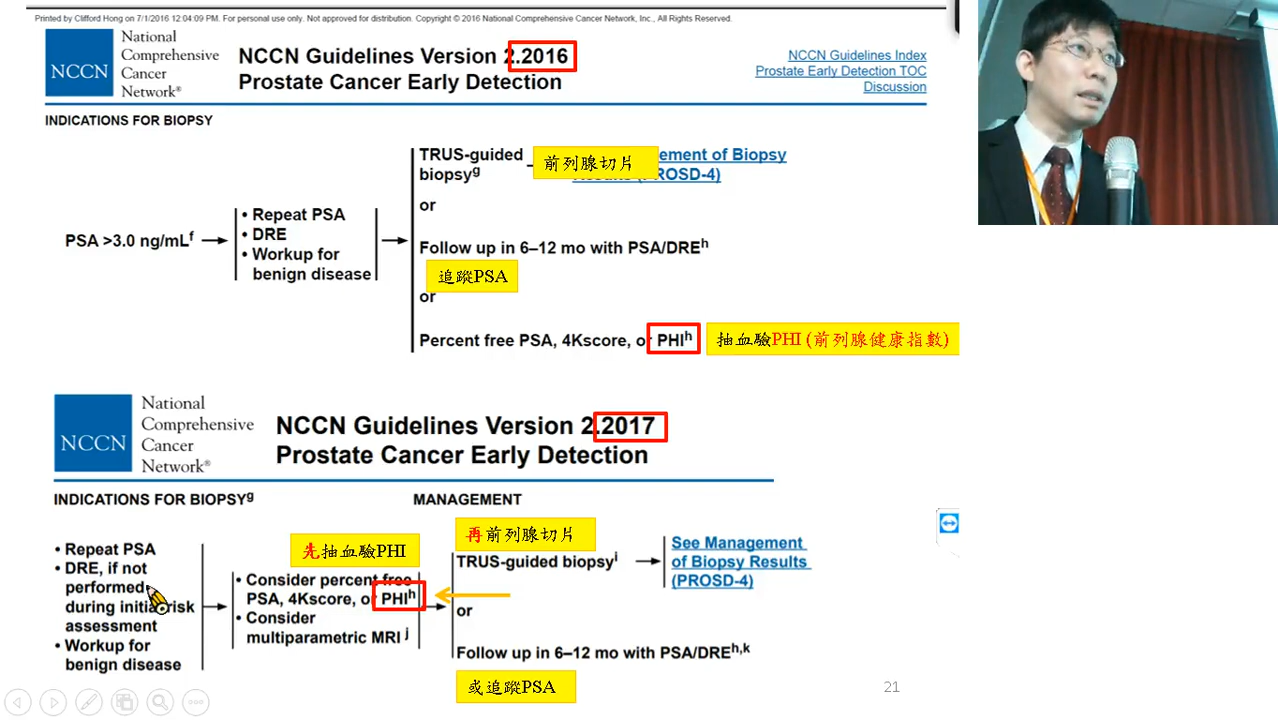 Printed by Clifford Hong on 7/1/2016 12:04:09 PM. For personal use only. Not approved for distribution. Copyright © 2016 National Comprehensive Cancer Network, Inc., All Rights Reserved.
NCCN
National
Comprehensive
Cancer
Network®
NCCN Guidelines Version 2.2016
Prostate Cancer Early Detection
NCCN Guidelines Index
Prostate Early Detection TOC
Discussion
INDICATIONS FOR BIOPSY
PSA >3.0 ng/mLf
• Repeat PSA
• DRE
• Workup for
benign disease
TRUS-guided
biopsyg
前列腺切片
ement of Biopsy
PROSD-4)
or
Follow up in 6–12 mo with PSA/DREh
追蹤PSA
or
Percent free PSA, 4Kscore, or PHIh
抽血驗PHI (前列腺健康指數)
NCCN
National
Comprehensive
Cancer
Network®
NCCN Guidelines Version 2.2017
Prostate Cancer Early Detection
INDICATIONS FOR BIOPSYg
MANAGEMENT
• Repeat PSA
• DRE, if not
performed
during initial risk
assessment
• Workup for
benign disease
先抽血驗PHI
• Consider percent free
PSA, 4Kscore, or PHIh
• Consider
multiparametric MRI j
再前列腺切片
TRUS-guided biopsyi
or
Follow up in 6–12 mo with PSA/DREh,k
或追蹤PSA
See Management
of Biopsy Results
(PROSD-4)
21